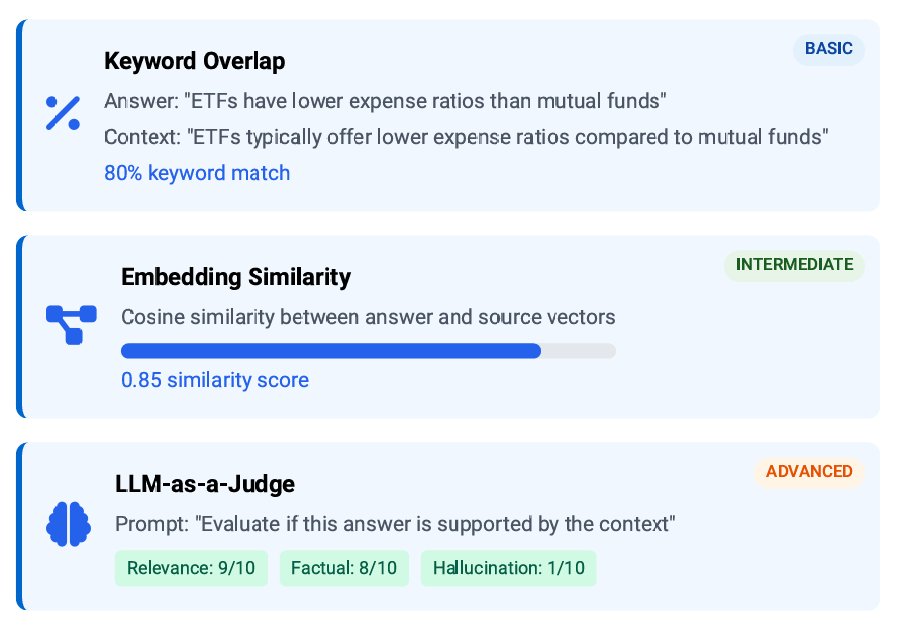 BASIC
Keyword Overlap
Answer: "ETFs have lower expense ratios than mutual funds"
Context: "ETFs typically offer lower expense ratios compared to mutual funds"
80% keyword match
INTERMEDIATE
Embedding Similarity
Cosine similarity between answer and source vectors
0.85 similarity score
ADVANCED
LLM-as-a-Judge
Prompt: "Evaluate if this answer is supported by the context"
Relevance: 9/10 Factual: 8/10 Hallucination: 1/10